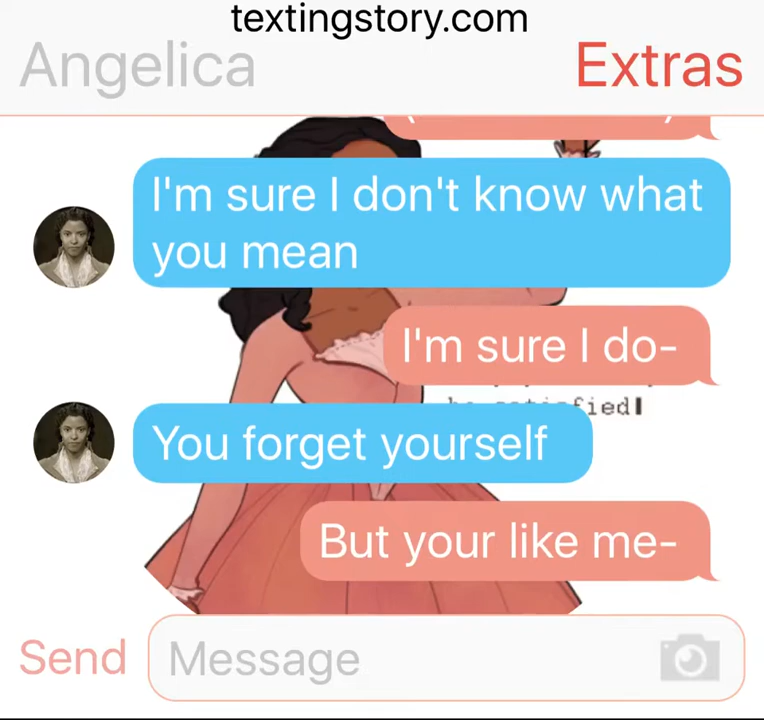 textingstory.com
Angelica
Extras
I'm sure I don't know what
you mean
I'm sure I do-
satisfied
You forget yourself
But your like me-
Send
Message